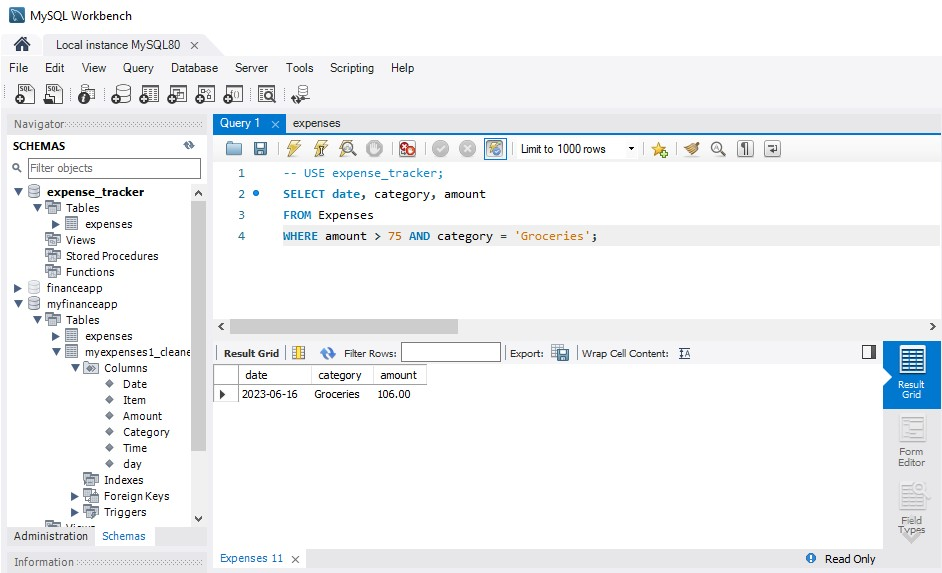 MySQL Workbench
Local instance MySQL80 ×
File Edit View Query Database Server Tools Scripting Help
Navigator
SCHEMAS
Filter objects
expense_tracker
Tables
expenses
Views
Stored Procedures
Functions
financeapp
myfinanceapp
Tables
expenses
myexpenses1_cleane
Columns
Date
Item
Amount
Category
Time
day
Indexes
Foreign Keys
Triggers
Views
Administration Schemas
Information
Query 1 × expenses
Limit to 1000 rows
1 -- USE expense_tracker;
2 SELECT date, category, amount
3 FROM Expenses
4 WHERE amount > 75 AND category = 'Groceries';
Result Grid Filter Rows: Export: Wrap Cell Content:
date category amount
2023-06-16 Groceries 106.00
Result
Grid
Form
Editor
Field
Types
Expenses 11 × Read Only